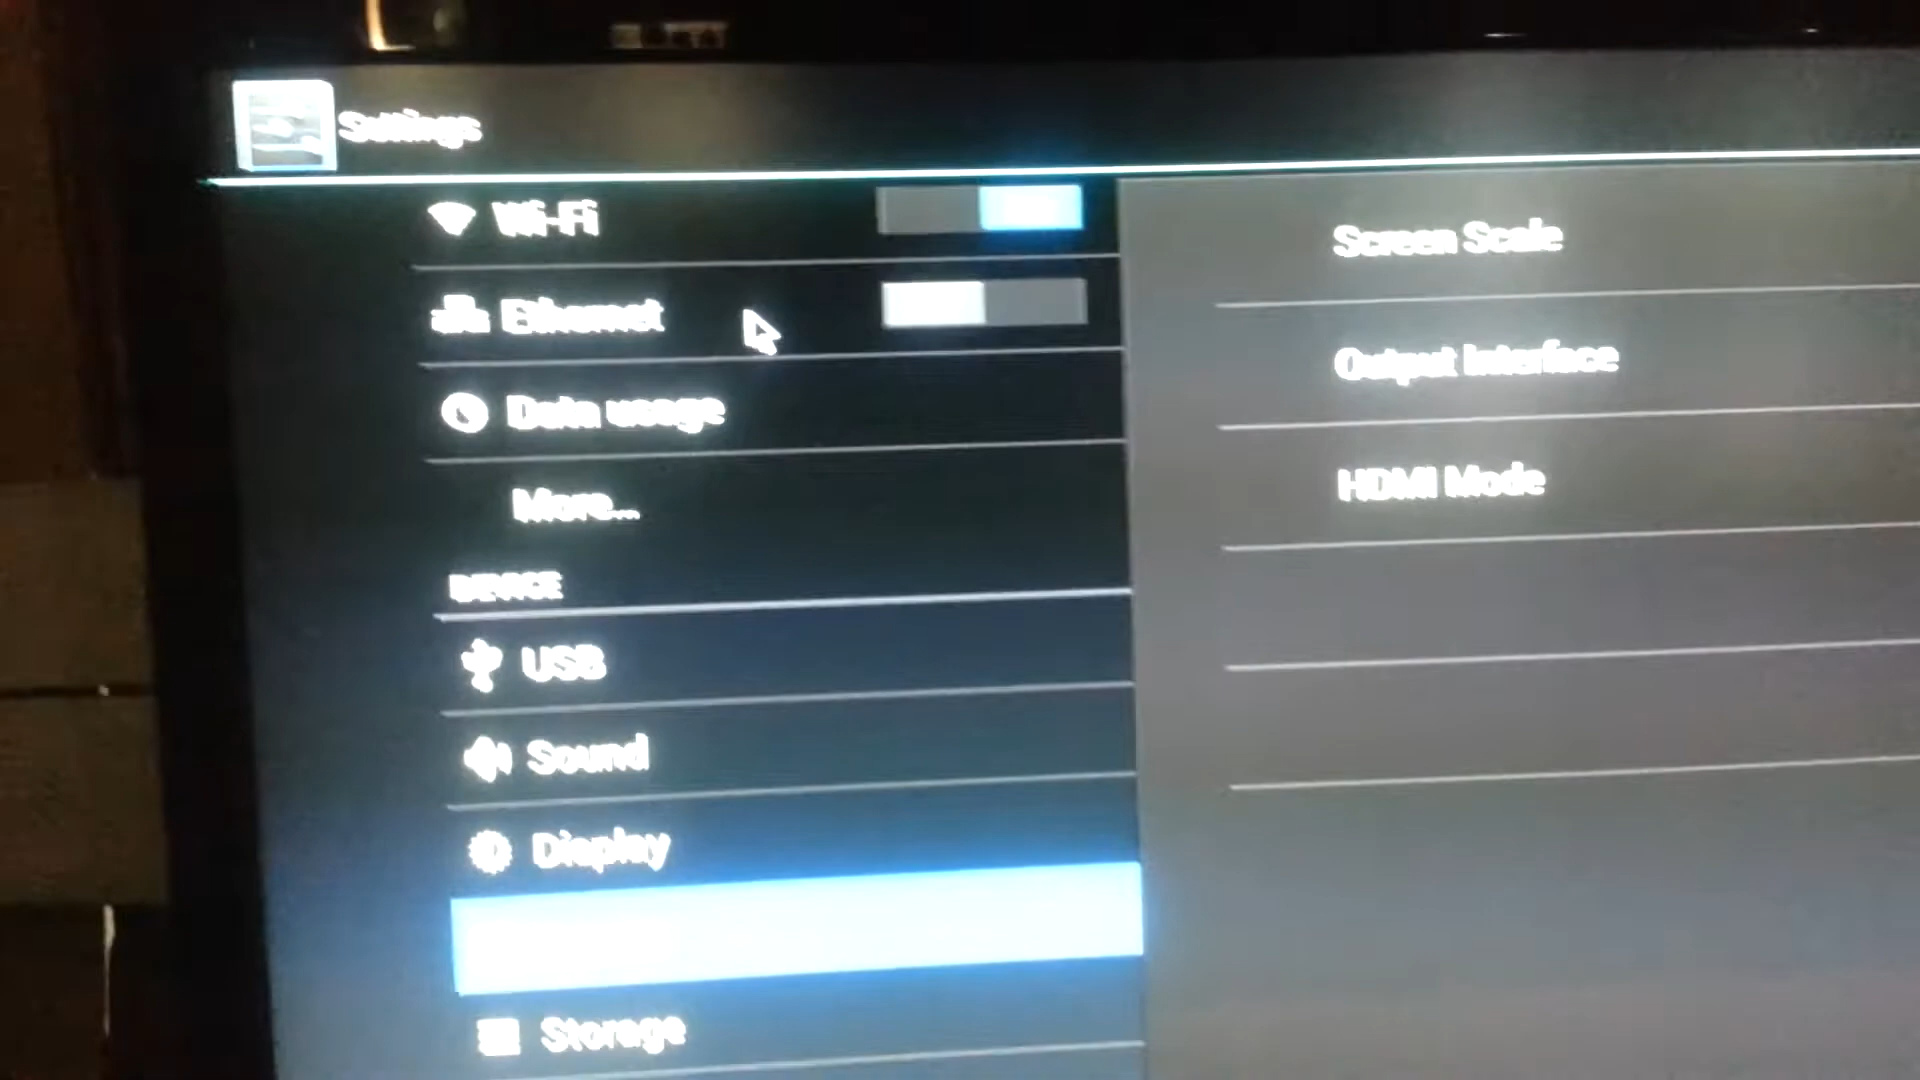 Settings
Wi-Fi
Ethernet
Data usage
More...
DEVICE
USB
Sound
Display
Storage
Screen Scale
Output Interface
HDMI Mode